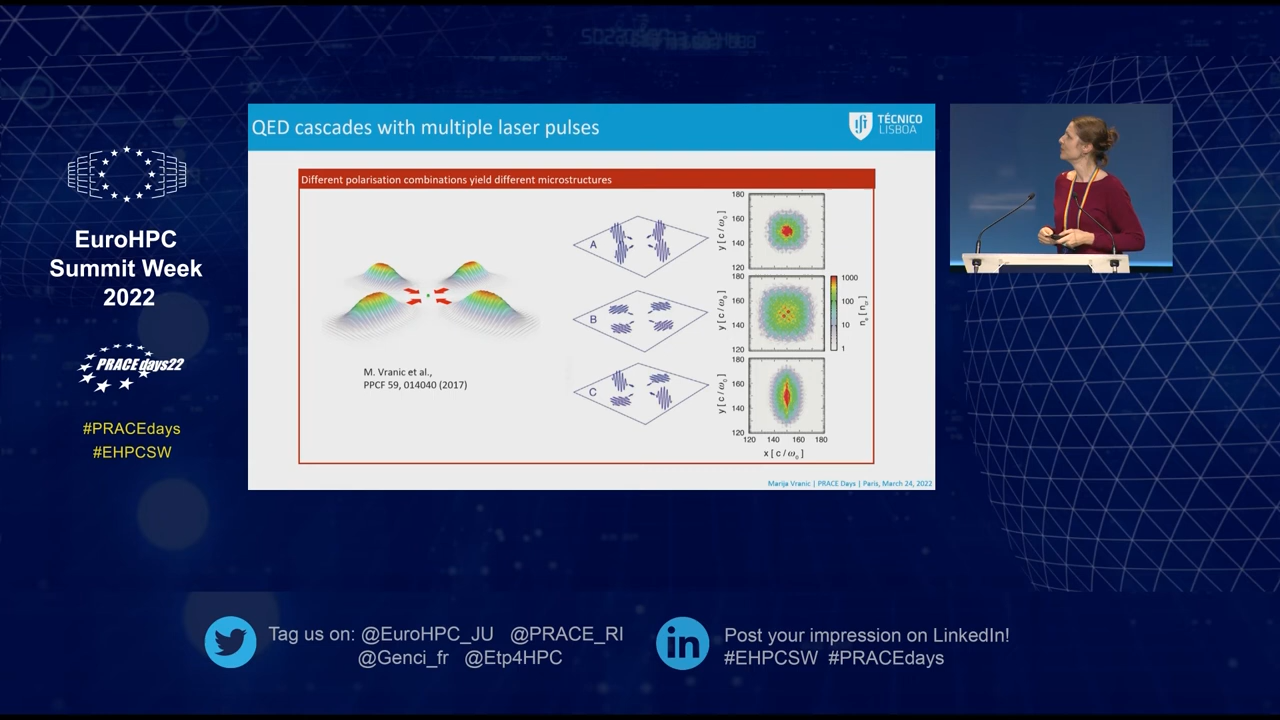 EuroHPC
Summit Week
2022
PRACE days22
#PRACEdays
#EHPCSW
QED cascades with multiple laser pulses
TÉCNICO
LISBOA
Different polarisation combinations yield different microstructures
M. Vranic et al.,
PPCF 59, 014040 (2017)
A
B
C
180
160
140
120
y [ c / ω₀ ]
180
160
140
120
y [ c / ω₀ ]
1000
100
10
1
180
160
140
120
y [ c / ω₀ ]
120 140 160 180
x [ c / ω₀ ]
Marija Vranic | PRACE Days | Paris, March 24, 2022
Tag us on: @EuroHPC_JU @PRACE_RI
@Genci_fr @Etp4HPC
in
Post your impression on LinkedIn!
#EHPCSW #PRACEdays